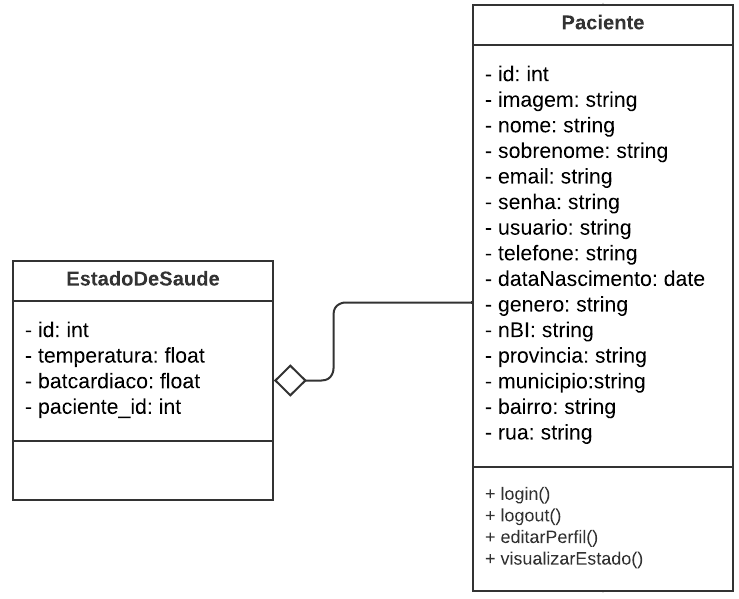 EstadoDeSaude
- id: int
- temperatura: float
- batcardiaco: float
- paciente_id: int
Paciente
- id: int
- imagem: string
- nome: string
- sobrenome: string
- email: string
- senha: string
- usuario: string
- telefone: string
- dataNascimento: date
- genero: string
- nBI: string
- provincia: string
- municipio:string
- bairro: string
- rua: string
+ login()
+ logout()
+ editarPerfil()
+ visualizarEstado()